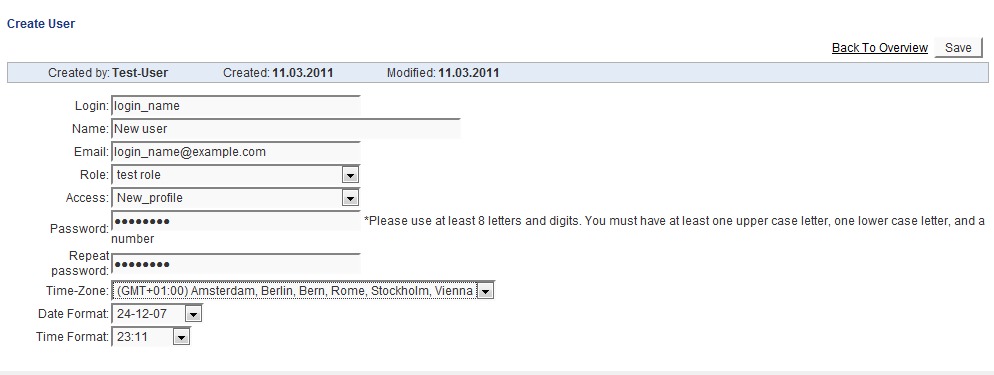 Create User
Back To Overview Save
Created by: Test-User Created: 11.03.2011 Modified: 11.03.2011
Login: login_name
Name: New user
Email: login_name@example.com
Role: test role
Access: New_profile
Password: ●●●●●●●● *Please use at least 8 letters and digits. You must have at least one upper case letter, one lower case letter, and a
number
Repeat
password: ●●●●●●●●
Time-Zone: (GMT+01:00) Amsterdam, Berlin, Bern, Rome, Stockholm, Vienna
Date Format: 24-12-07
Time Format: 23:11